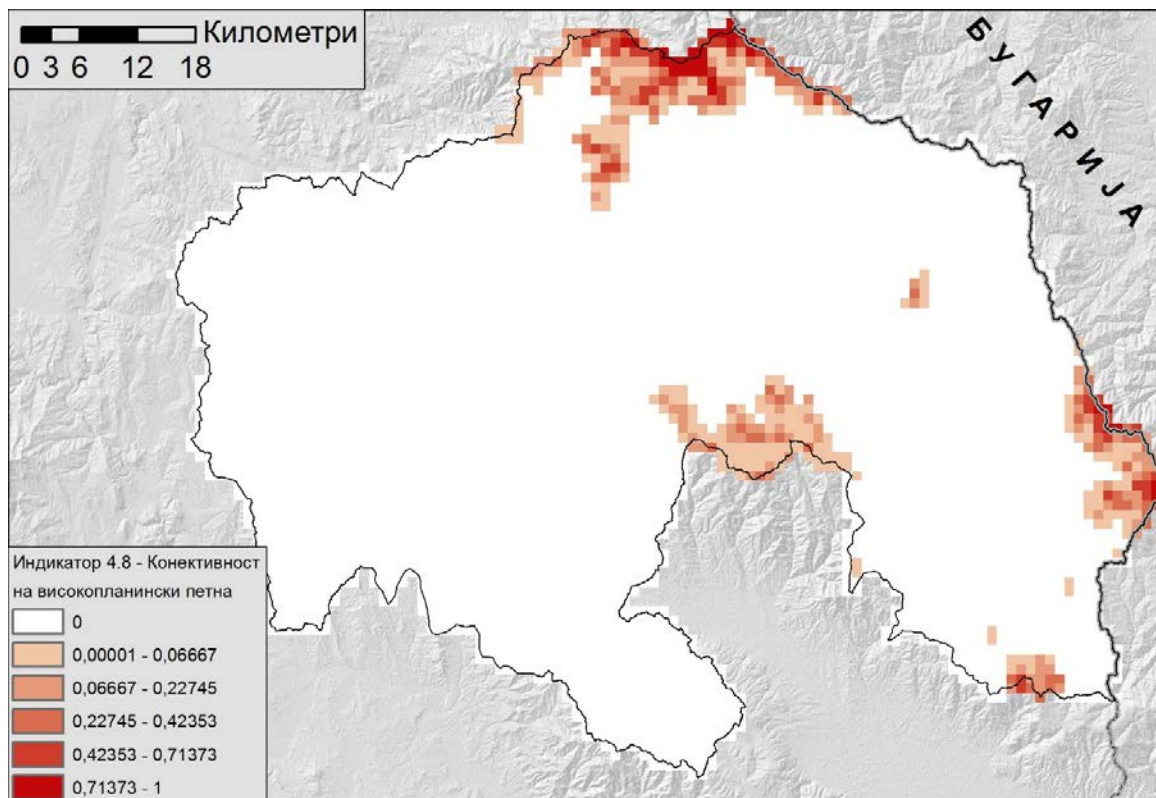 Километри
0 3 6 12 18
БУГАРИЈА
Индикатор 4.8 - Конективност
на високопланински петна
0
0,00001 - 0,06667
0,06667 - 0,22745
0,22745 - 0,42353
0,42353 - 0,71373
0,71373 - 1